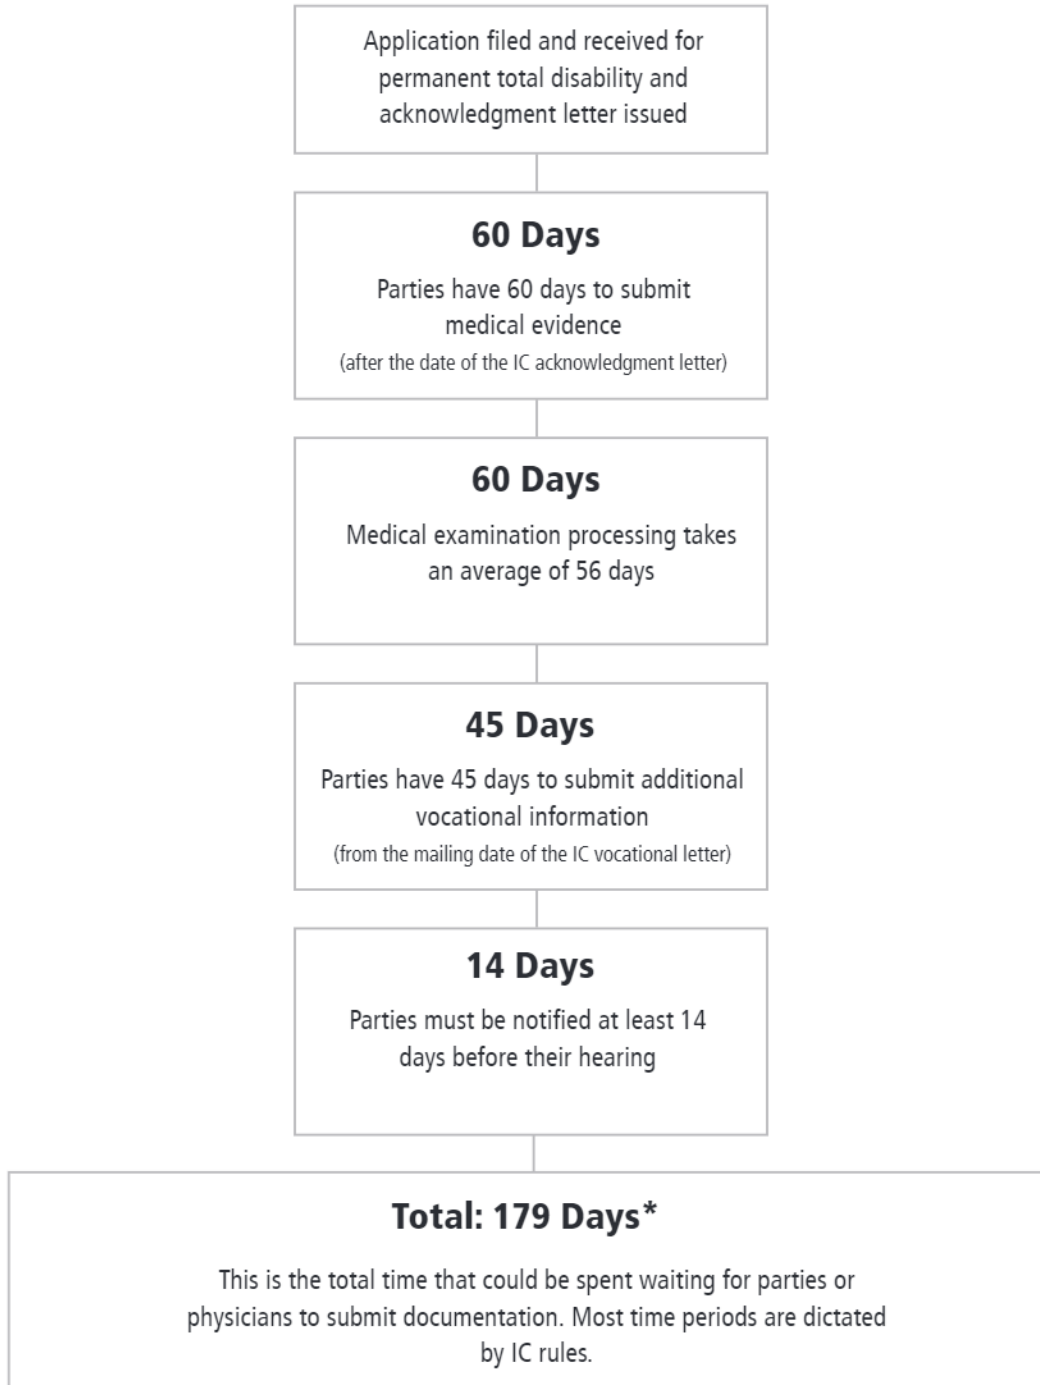 Application filed and received for
permanent total disability and
acknowledgment letter issued
60 Days
Parties have 60 days to submit
medical evidence
(after the date of the IC acknowledgment letter)
60 Days
Medical examination processing takes
an average of 56 days
45 Days
Parties have 45 days to submit additional
vocational information
(from the mailing date of the IC vocational letter)
14 Days
Parties must be notified at least 14
days before their hearing
Total: 179 Days*
This is the total time that could be spent waiting for parties or
physicians to submit documentation. Most time periods are dictated
by IC rules.